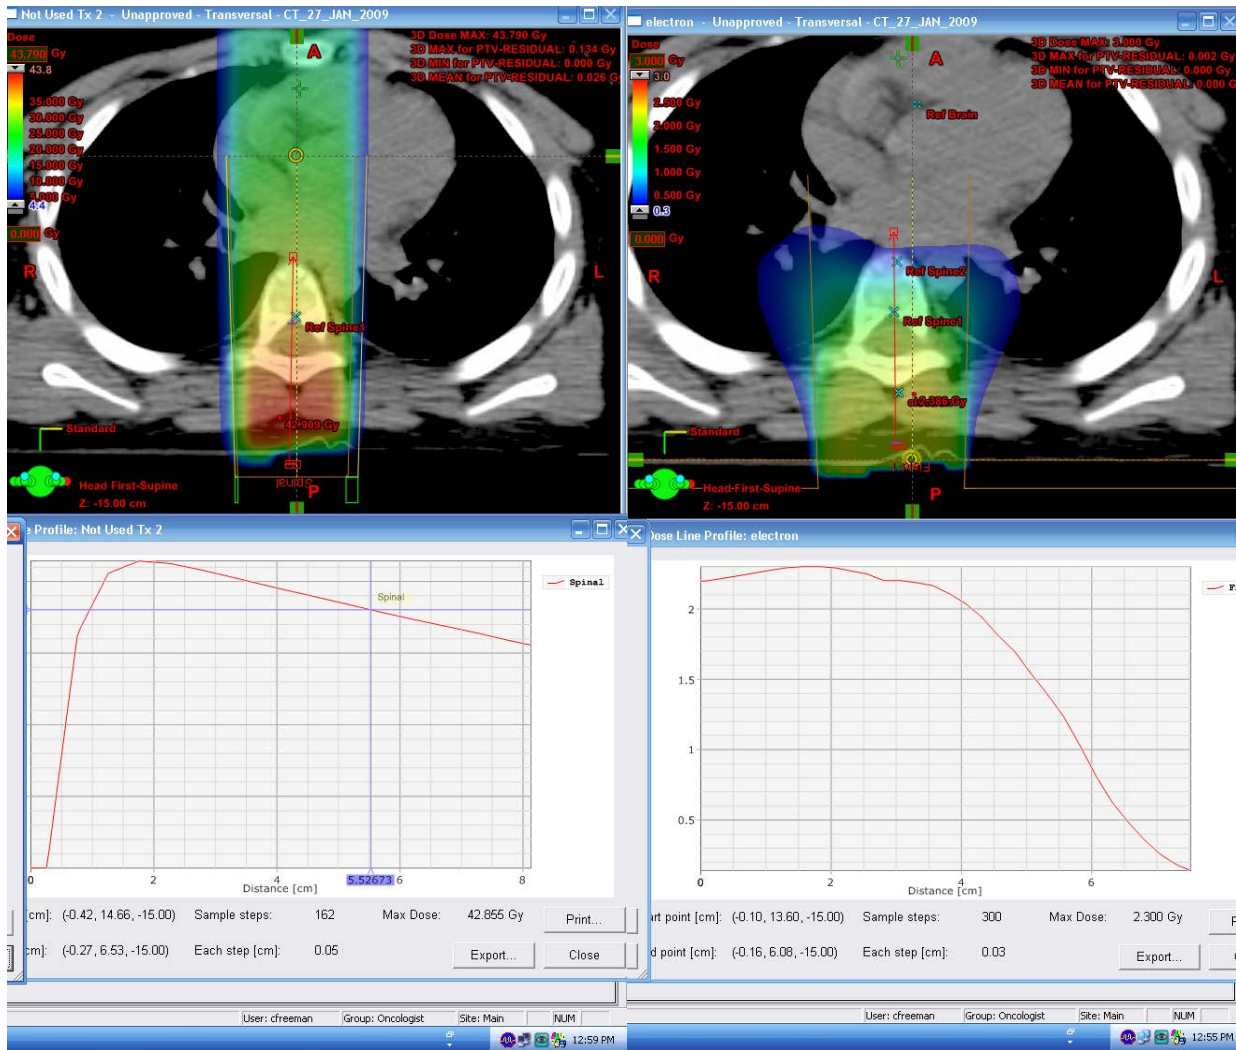 Not Used Tx 2 - Unapproved - Transversal - CT_27_JAN_2009
Dose
43.790 Gy
43.8
35.000 Gy
30.000 Gy
25.000 Gy
20.000 Gy
15.000 Gy
10.000 Gy
5.000 Gy
4.4
0.000 Gy
3D Dose MAX: 43.790 Gy
3D MAX for PTV-RESIDUAL: 0.134 Gy
3D MIN for PTV-RESIDUAL: 0.000 G
3D MEAN for PTV-RESIDUAL: 0.026 G
A
R
L
Ref Spine1
42.909 Gy
Standard
Spinal
P
Head First-Supine
Z: -15.00 cm
electron - Unapproved - Transversal - CT_27_JAN_2009
Dose
3.000 Gy
3.0
2.500 Gy
2.000 Gy
1.500 Gy
1.000 Gy
0.500 Gy
0.3
0.000 Gy
3D Dose MAX: 3.000 Gy
3D MAX for PTV-RESIDUAL: 0.002 Gy
3D MIN for PTV-RESIDUAL: 0.000 G
3D MEAN for PTV-RESIDUAL: 0.000 G
A
Ref Brain
R
L
Ref Spine2
Ref Spine1
2.386 Gy
Standard
P
Head-First-Supine
Z: -15.00 cm
e Profile: Not Used Tx 2
Spinal
Spinal
0
2
5.52673
6
8
Distance [cm]
cm]: (-0.42, 14.66, -15.00) Sample steps: 162 Max Dose: 42.855 Gy Print...
cm]: (-0.27, 6.53, -15.00) Each step [cm]: 0.05 Export... Close
User: cfreeman Group: Oncologist Site: Main NUM
12:59 PM
Dose Line Profile: electron
2
1.5
1
0.5
0
2
4
6
Distance [cm]
art point [cm]: (-0.10, 13.60, -15.00) Sample steps: 300 Max Dose: 2.300 Gy
d point [cm]: (-0.16, 6.08, -15.00) Each step [cm]: 0.03 Export...
User: cfreeman Group: Oncologist Site: Main NUM
12:55 PM